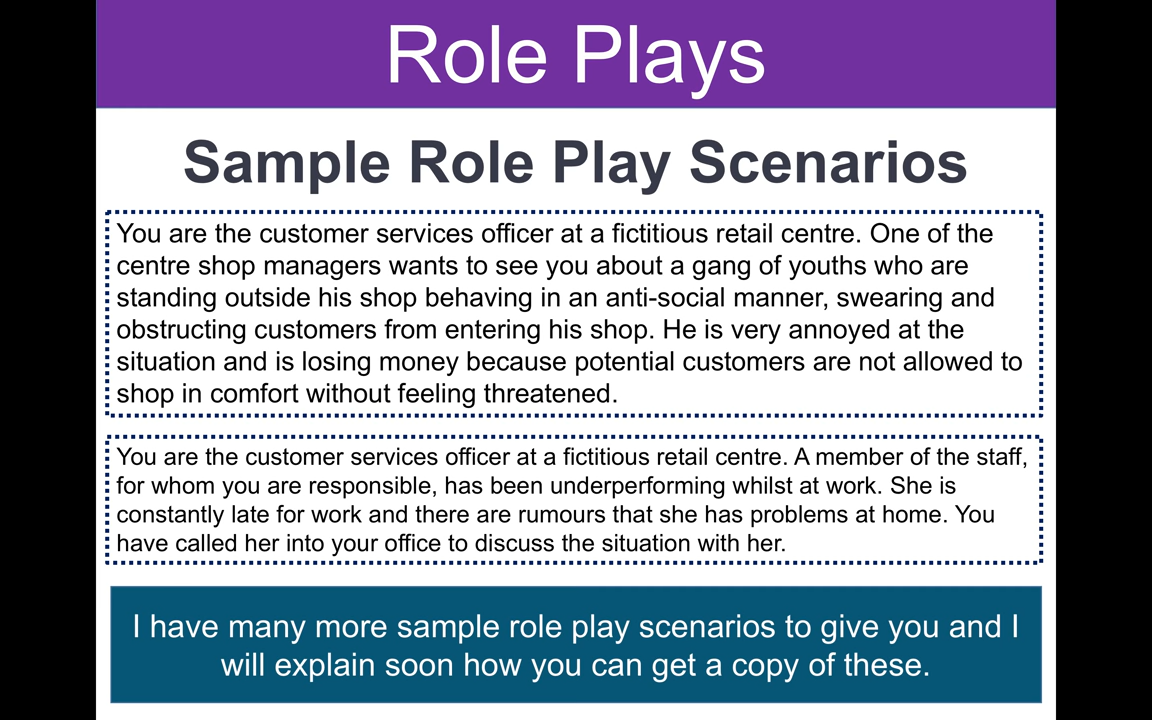 Role Plays
Sample Role Play Scenarios
You are the customer services officer at a fictitious retail centre. One of the
centre shop managers wants to see you about a gang of youths who are
standing outside his shop behaving in an anti-social manner, swearing and
obstructing customers from entering his shop. He is very annoyed at the
situation and is losing money because potential customers are not allowed to
shop in comfort without feeling threatened.
You are the customer services officer at a fictitious retail centre. A member of the staff,
for whom you are responsible, has been underperforming whilst at work. She is
constantly late for work and there are rumours that she has problems at home. You
have called her into your office to discuss the situation with her.
I have many more sample role play scenarios to give you and I
will explain soon how you can get a copy of these.